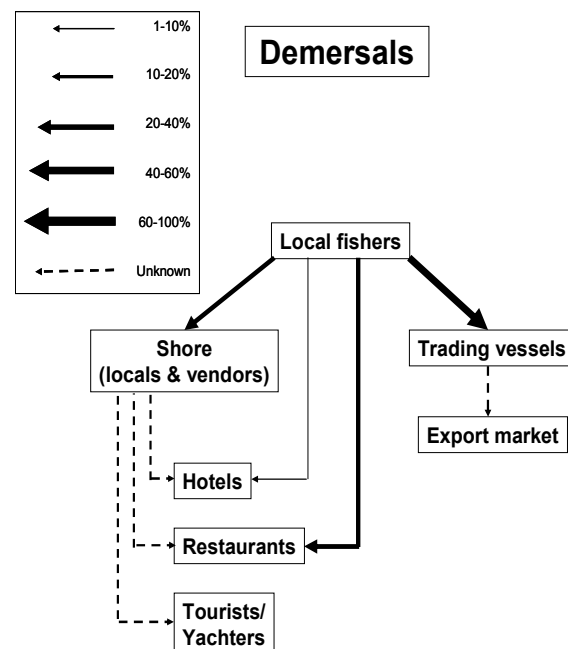 1-10%
10-20%
20-40%
40-60%
60-100%
Unknown
Demersals
Local fishers
Shore
(locals & vendors)
Trading vessels
Export market
Hotels
Restaurants
Tourists/
Yachters